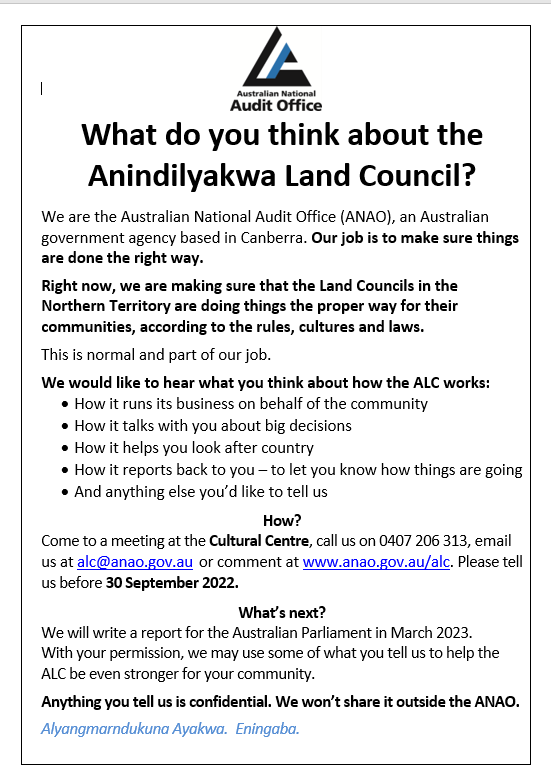 Australian National
Audit Office
What do you think about the
Anindilyakwa Land Council?
We are the Australian National Audit Office (ANAO), an Australian
government agency based in Canberra. Our job is to make sure things
are done the right way.
Right now, we are making sure that the Land Councils in the
Northern Territory are doing things the proper way for their
communities, according to the rules, cultures and laws.
This is normal and part of our job.
We would like to hear what you think about how the ALC works:
• How it runs its business on behalf of the community
• How it talks with you about big decisions
• How it helps you look after country
• How it reports back to you – to let you know how things are going
• And anything else you’d like to tell us
How?
Come to a meeting at the Cultural Centre, call us on 0407 206 313, email
us at alc@anao.gov.au or comment at www.anao.gov.au/alc. Please tell
us before 30 September 2022.
What’s next?
We will write a report for the Australian Parliament in March 2023.
With your permission, we may use some of what you tell us to help the
ALC be even stronger for your community.
Anything you tell us is confidential. We won’t share it outside the ANAO.
Alyangmarndukuna Ayakwa.  Eningaba.